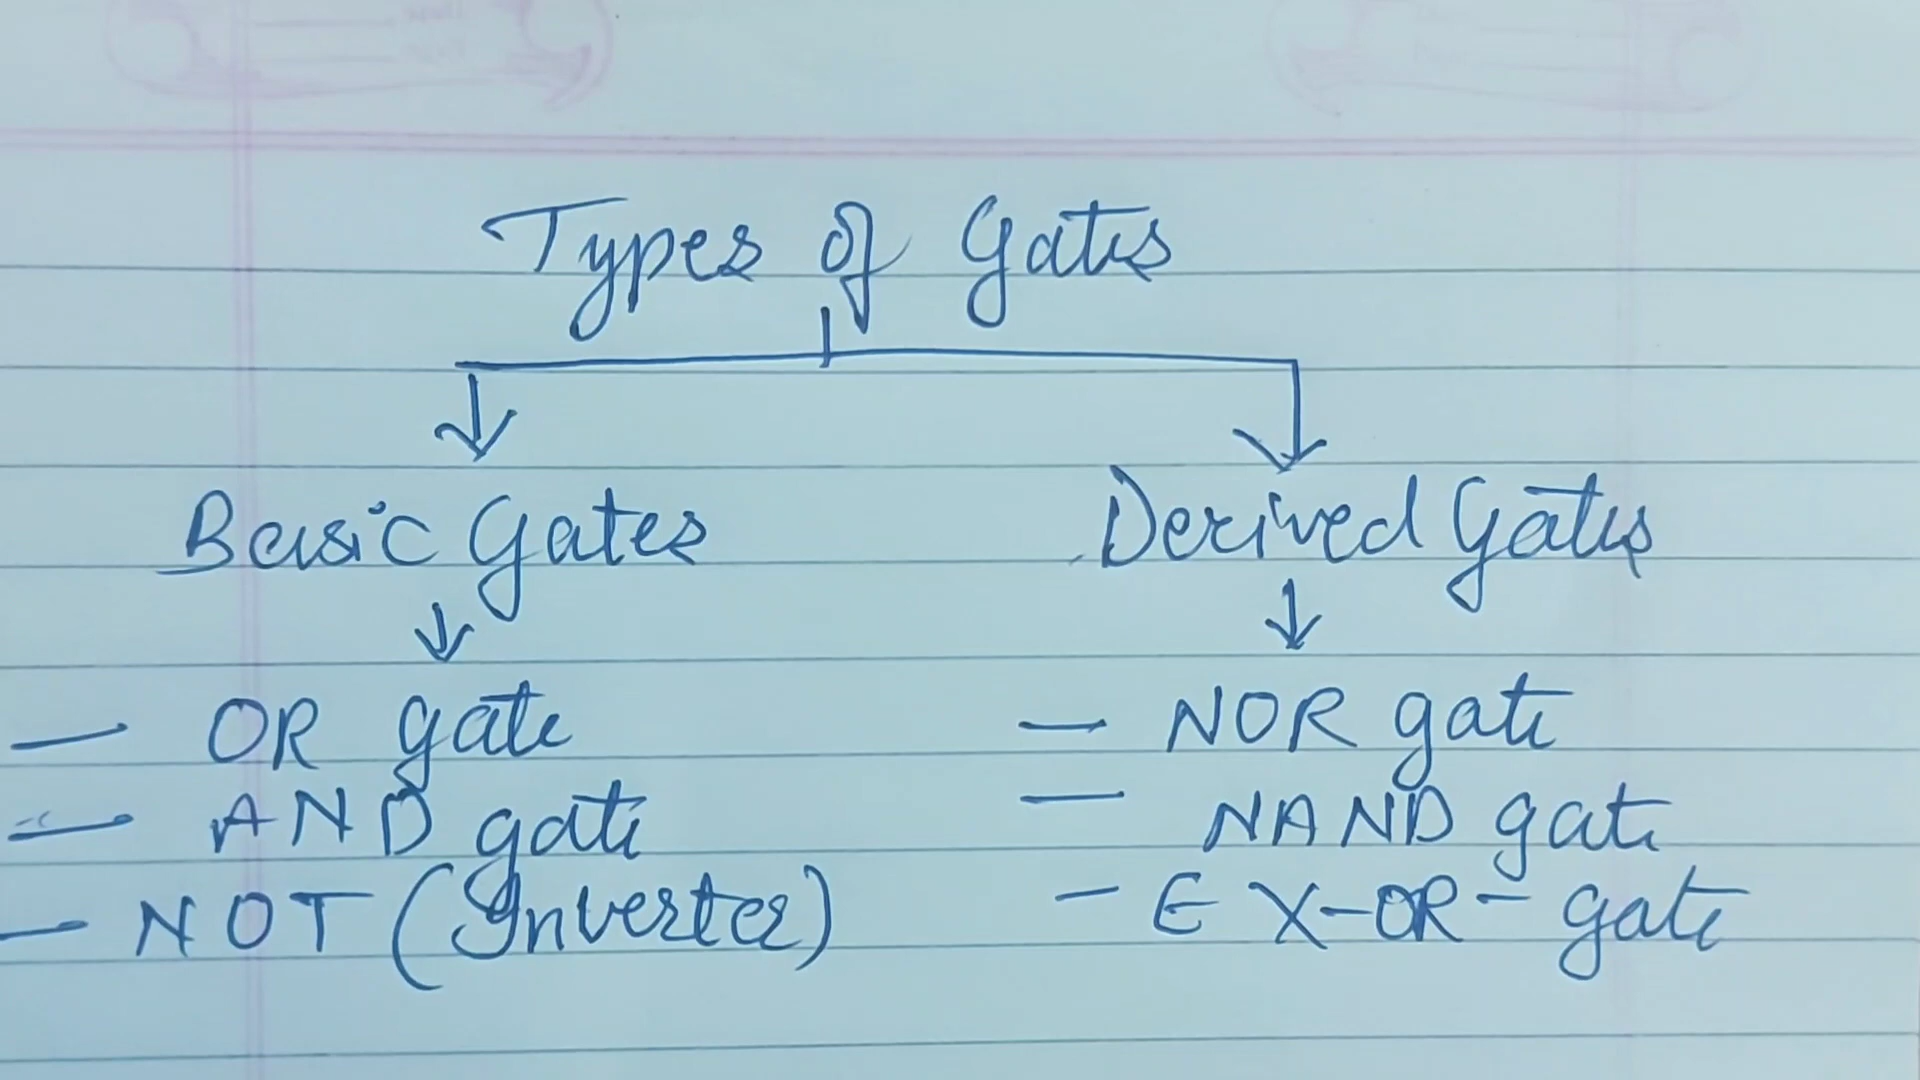 Types of Gates
Basic Gates
Derived Gates
- OR gate
- AND gate
- NOT (Inverter)
- NOR gate
- NAND gate
- EX-OR- gate